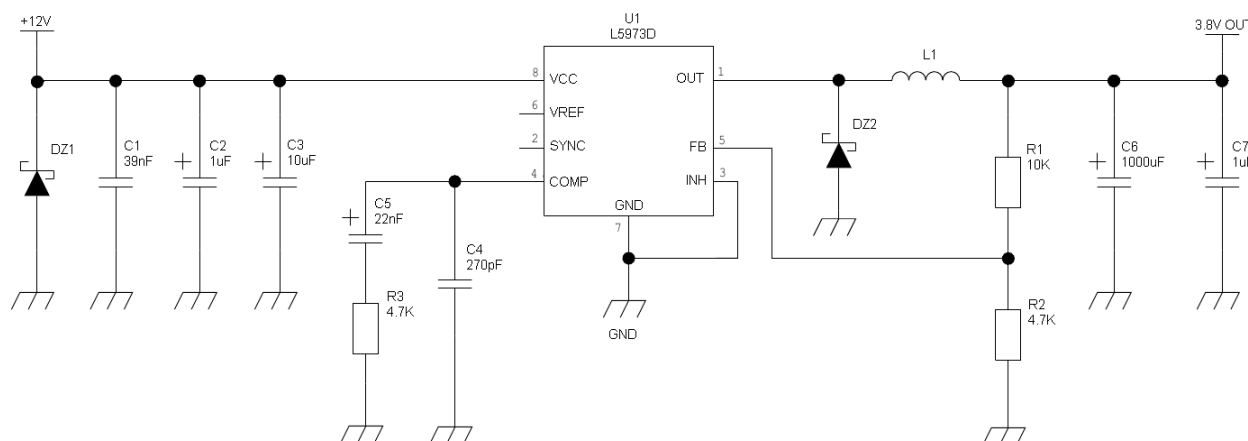 +12V
U1
L5973D
3.8V OUT
L1
8
VCC
OUT
1
6
VREF
2
SYNC
FB
5
4
COMP
INH
3
GND
7
DZ1
C1
39nF
C2
1uF
C3
10uF
DZ2
R1
10K
C6
1000uF
C7
C5
22nF
C4
270pF
R3
4.7K
GND
R2
4.7K